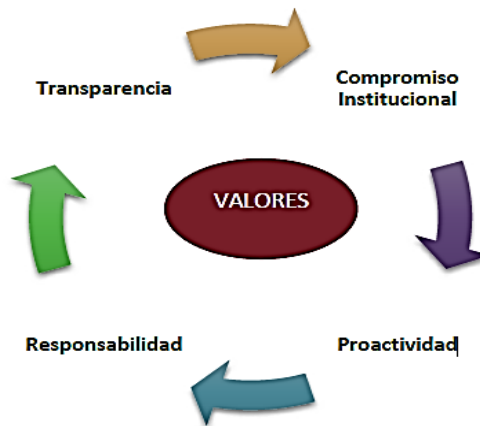 Transparencia
Compromiso
Institucional
VALORES
Responsabilidad
Proactividad